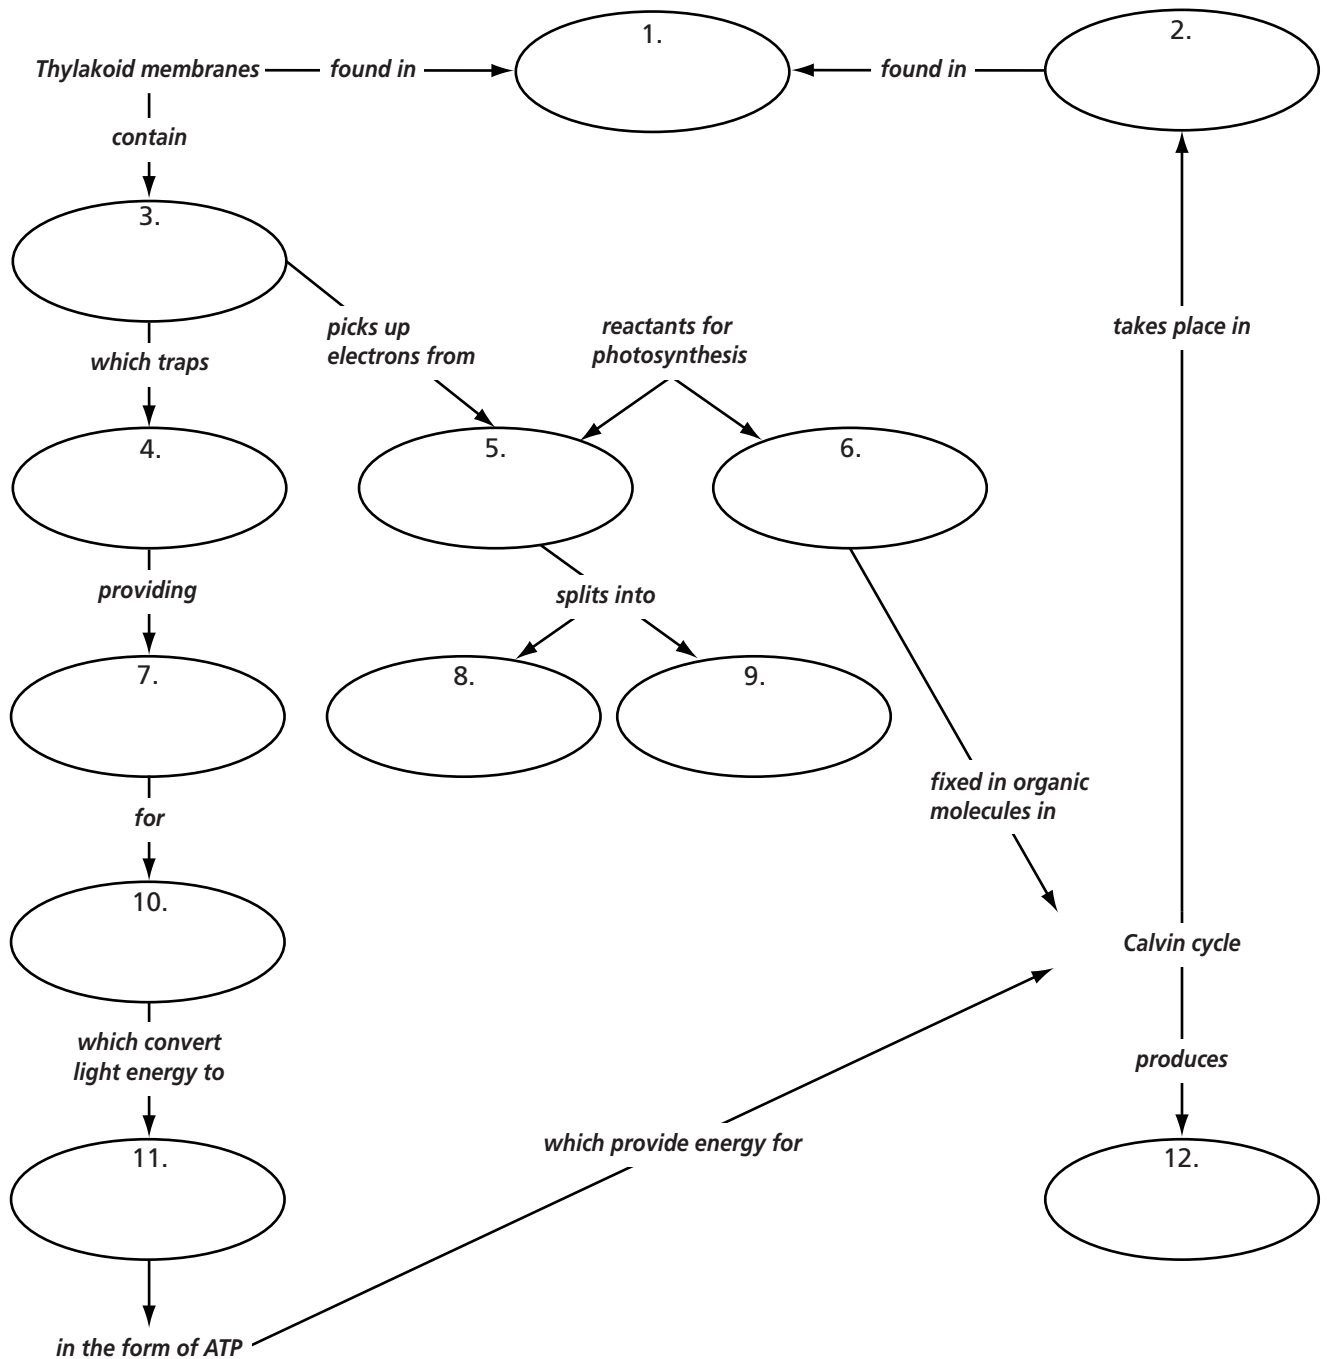 1.
2.
Thylakoid membranes found in found in
contain
3.
picks up
electrons from
reactants for
photosynthesis
takes place in
which traps
4.
5.
6.
providing
splits into
7.
8.
9.
fixed in organic
molecules in
for
10.
Calvin cycle
which convert
light energy to
produces
which provide energy for
11.
12.
in the form of ATP